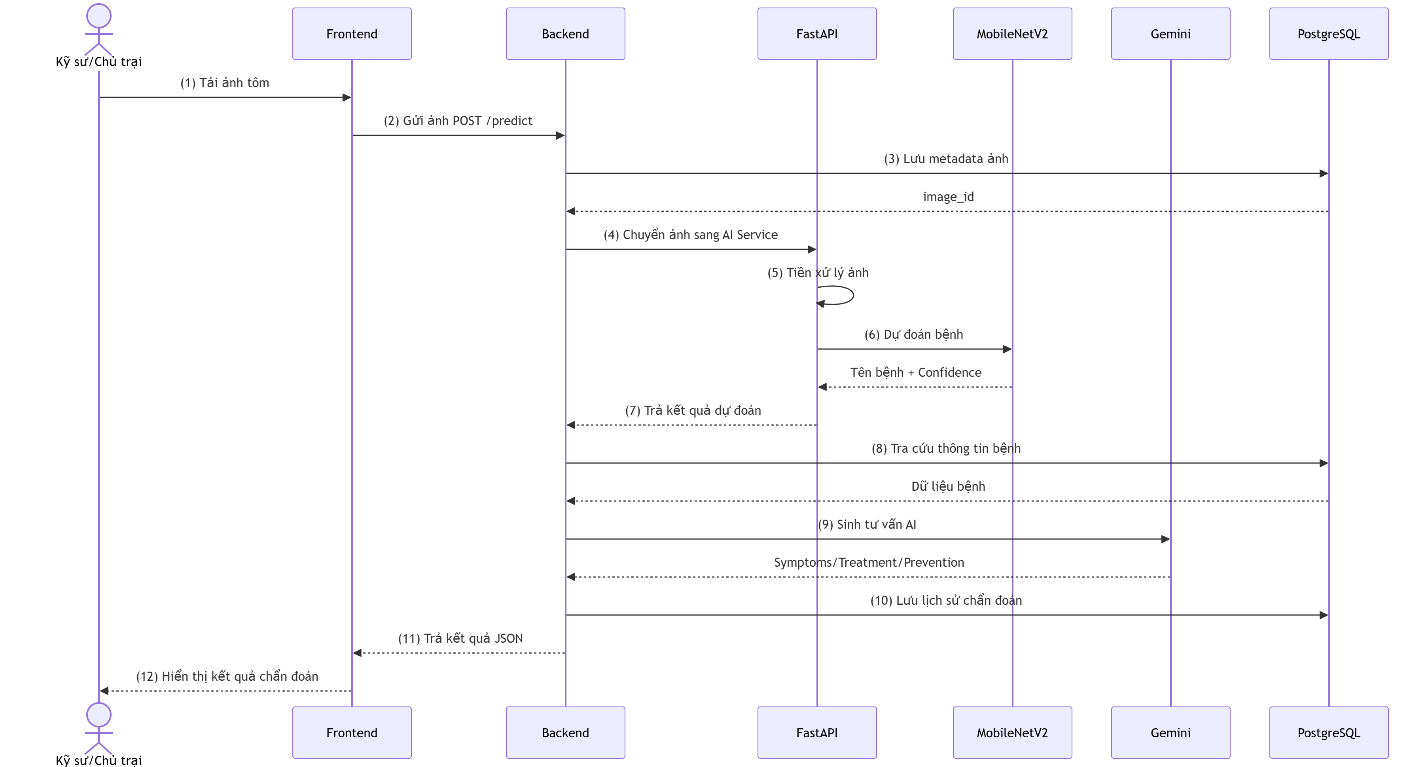 Kỹ sư/Chủ trại
Frontend
Backend
FastAPI
MobileNetV2
Gemini
PostgreSQL
(1) Tải ảnh tôm
(2) Gửi ảnh POST /predict
(3) Lưu metadata ảnh
image_id
(4) Chuyển ảnh sang AI Service
(5) Tiền xử lý ảnh
(6) Dự đoán bệnh
Tên bệnh + Confidence
(7) Trả kết quả dự đoán
(8) Tra cứu thông tin bệnh
Dữ liệu bệnh
(9) Sinh tư vấn AI
Symptoms/Treatment/Prevention
(10) Lưu lịch sử chẩn đoán
(11) Trả kết quả JSON
(12) Hiển thị kết quả chẩn đoán
Kỹ sư/Chủ trại
Frontend
Backend
FastAPI
MobileNetV2
Gemini
PostgreSQL